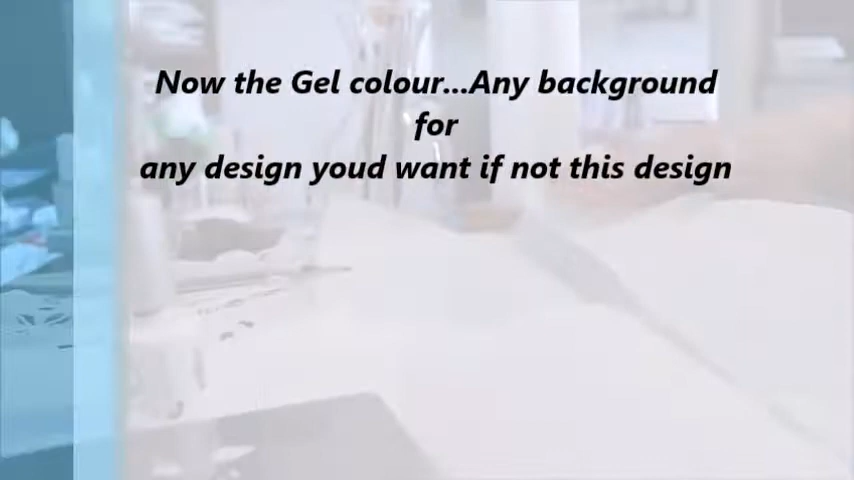 Now the Gel colour...Any background
for
any design youd want if not this design